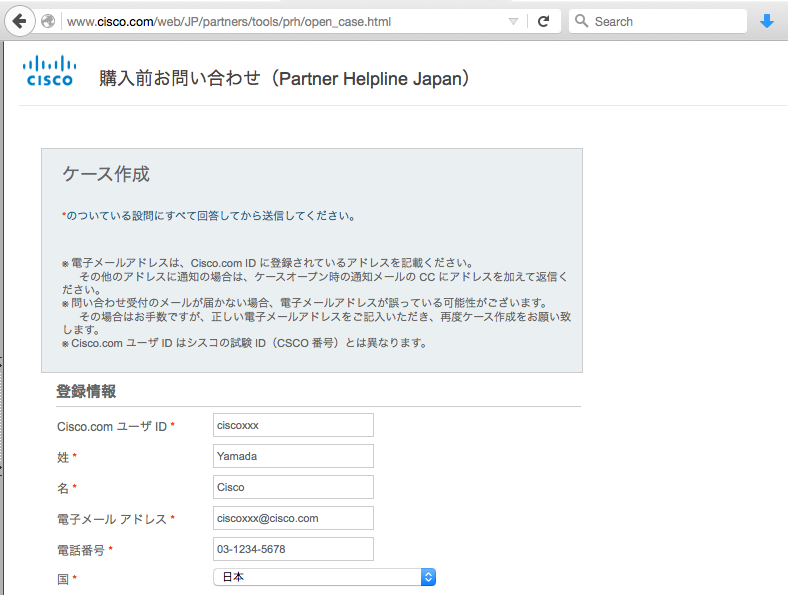 www.cisco.com/web/JP/partners/tools/prh/open_case.html
Search
CISCO
購入前お問い合わせ（Partner Helpline Japan）
ケース作成
*のついている設問にすべて回答してから送信してください。
※ 電子メールアドレスは、Cisco.com ID に登録されているアドレスを記載ください。
その他のアドレスに通知の場合は、ケースオープン時の通知メールの CC にアドレスを加えて返信く
ださい。
※ 問い合わせ受付のメールが届かない場合、電子メールアドレスが誤っている可能性がございます。
その場合はお手数ですが、正しい電子メールアドレスをご記入いただき、再度ケース作成をお願い致
します。
※ Cisco.com ユーザ ID はシスコの試験 ID（CSCO 番号）とは異なります。
登録情報
Cisco.com ユーザ ID * ciscoxxx
姓 * Yamada
名 * Cisco
電子メール アドレス * ciscoxxx@cisco.com
電話番号 * 03-1234-5678
国 * 日本